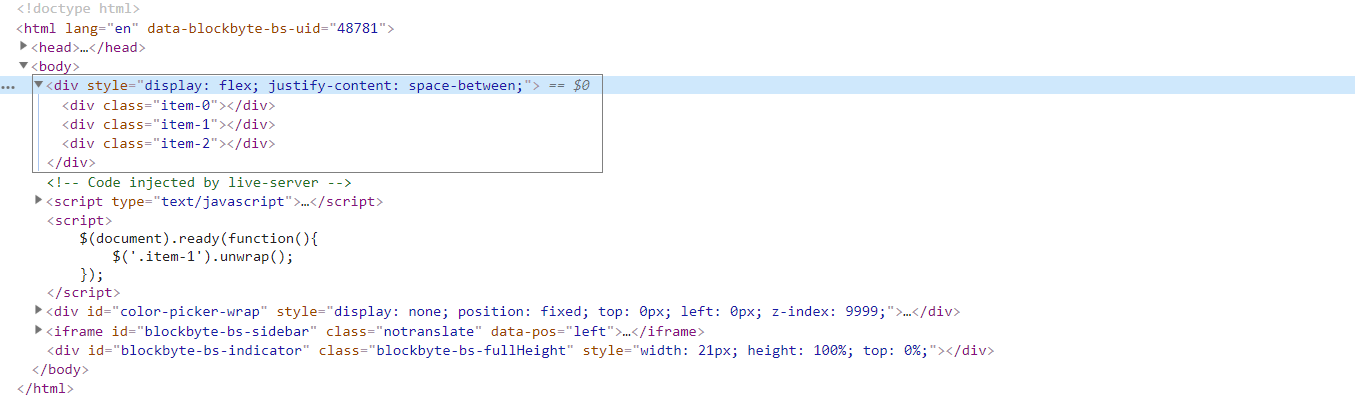 <!doctype html>
<html lang="en" data-blockbyte-bs-uid="48781">
<head>…</head>
<body>
<div style="display: flex; justify-content: space-between;"> == $0
<div class="item-0"></div>
<div class="item-1"></div>
<div class="item-2"></div>
</div>
<!-- Code injected by live-server -->
<script type="text/javascript">…</script>
<script>
$(document).ready(function(){
$('.item-1').unwrap();
});
</script>
<div id="color-picker-wrap" style="display: none; position: fixed; top: 0px; left: 0px; z-index: 9999;">…</div>
<iframe id="blockbyte-bs-sidebar" class="notranslate" data-pos="left">…</iframe>
<div id="blockbyte-bs-indicator" class="blockbyte-bs-fullHeight" style="width: 21px; height: 100%; top: 0%;"></div>
</body>
</html>